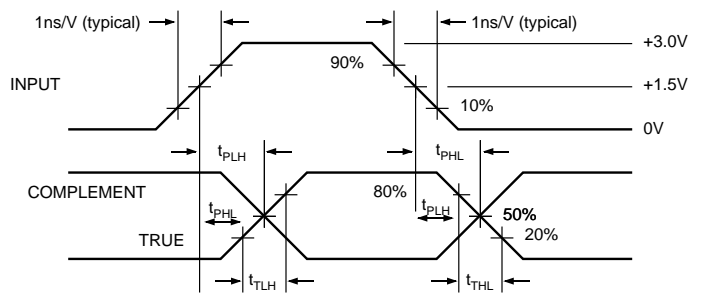 1ns/V (typical)
1ns/V (typical)
+3.0V
90%
INPUT
+1.5V
10%
0V
tPLH
tPHL
COMPLEMENT
80%
tPHL
tPLH
50%
TRUE
20%
tTLH
tTHL